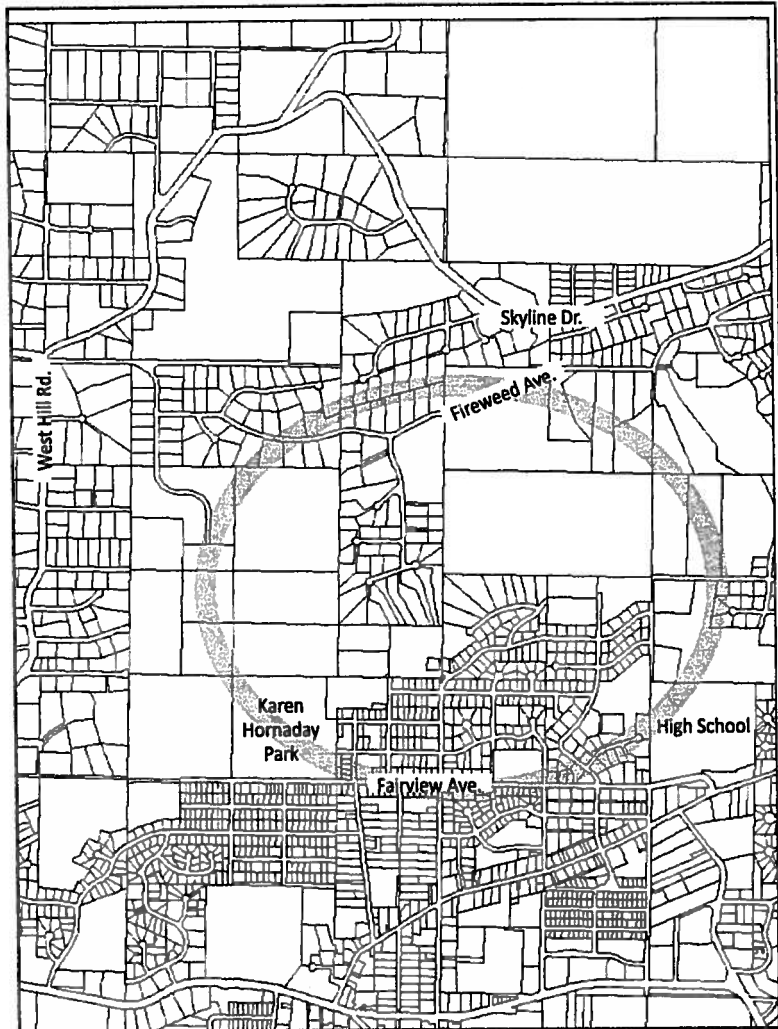 Skyline Dr.
Fireweed Ave.
West Hill Rd.
Karen
Hornaday
Park
High School
Fairview Ave.